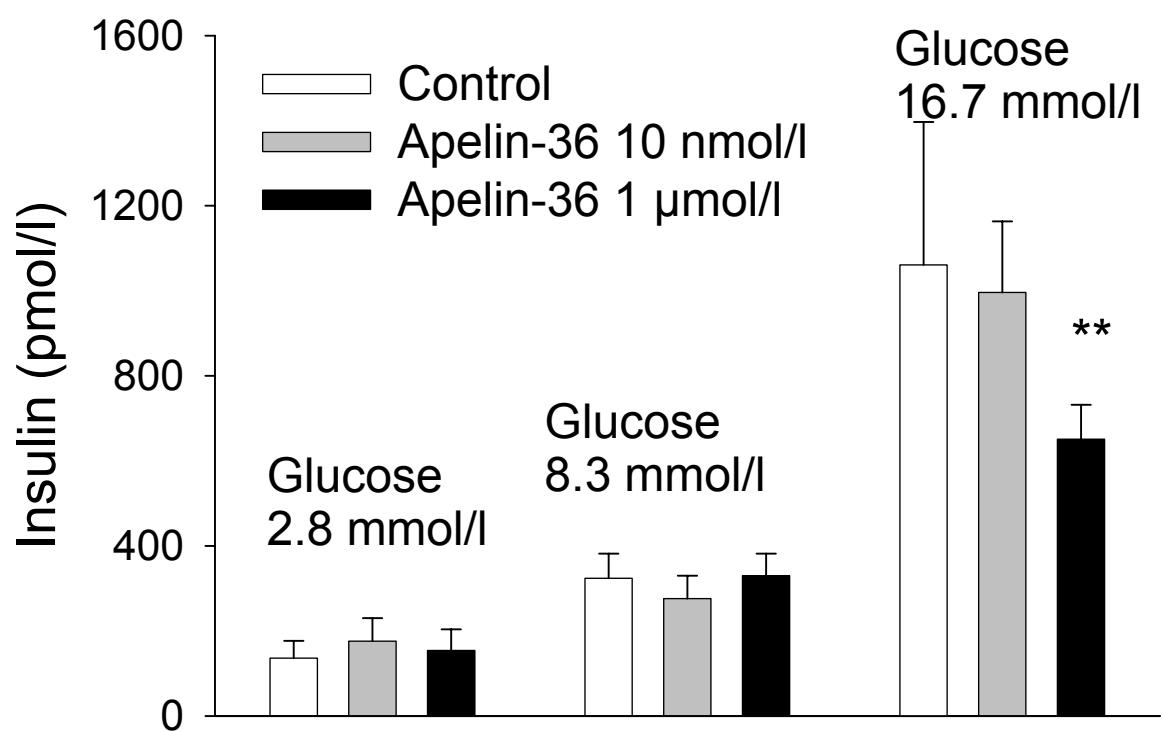 1600
1200
800
400
0
Insulin (pmol/l)
Control
Apelin-36 10 nmol/l
Apelin-36 1 µmol/l
Glucose
2.8 mmol/l
Glucose
8.3 mmol/l
Glucose
16.7 mmol/l
**